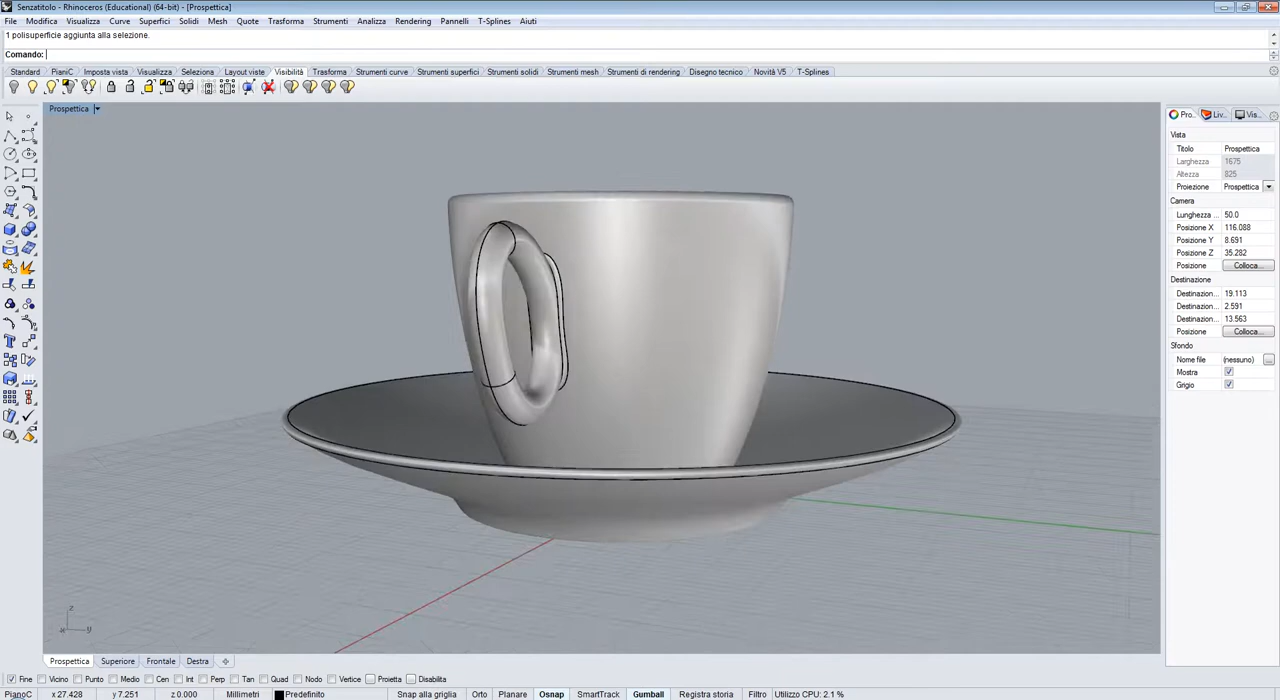 Senzatitolo - Rhinoceros (Educational) (64-bit) - [Prospettica]
File Modifica Visualizza Curve Superfici Solidi Mesh Quote Trasforma Strumenti Analizza Rendering Pannelli T-Splines Aiuti
1 polisuperficie aggiunta alla selezione.
Comando:
Standard PianiC Imposta vista Visualizza Seleziona Layout viste Visibilità Trasforma Strumenti curve Strumenti superfici Strumenti solidi Strumenti mesh Strumenti di rendering Disegno tecnico Novità V5 T-Splines
Prospettica
Pro... Liv... Vis...
Vista
Titolo Prospettica
Larghezza 1675
Altezza 825
Proiezione Prospettica
Camera
Lunghezza ... 50.0
Posizione X 116.088
Posizione Y 8.691
Posizione Z 35.282
Posizione Colloca...
Destinazione
Destinazion... 19.113
Destinazion... 2.591
Destinazion... 13.563
Posizione Colloca...
Sfondo
Nome file (nessuno) ...
Mostra
Grigio
z
x y
Prospettica Superiore Frontale Destra
Fine Vicino Punto Medio Cen Int Perp Tan Quad Nodo Vertice Proietta Disabilita
PianoC x 27.428 y 7.251 z 0.000 Millimetri Predefinito Snap alla griglia Orto Planare Osnap SmartTrack Gumball Registra storia Filtro Utilizzo CPU: 2.1 %